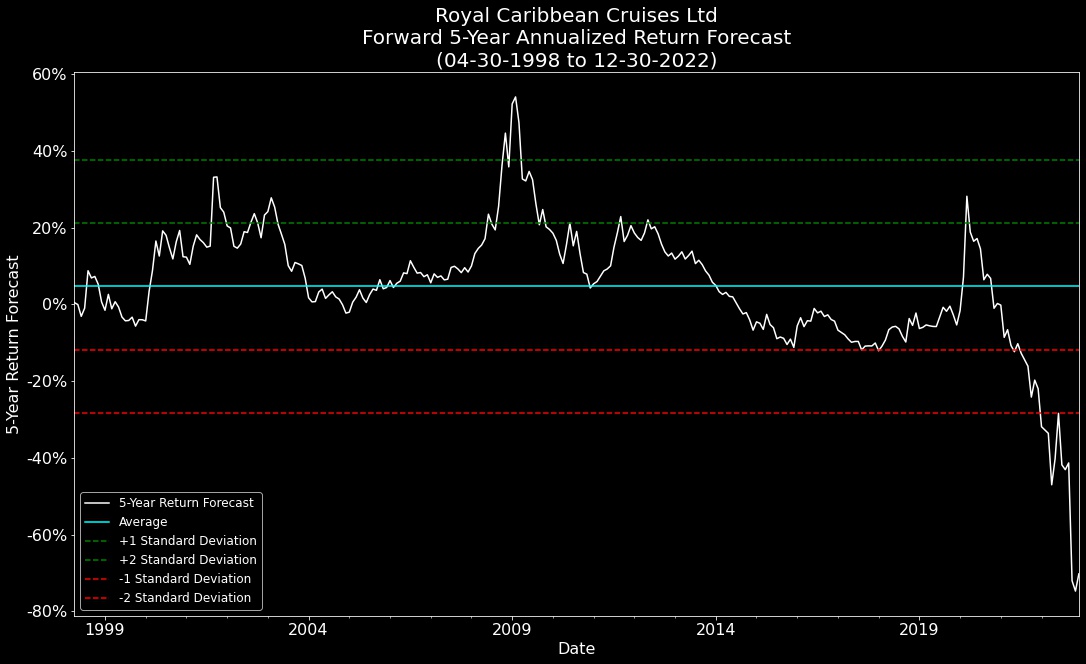 Royal Caribbean Cruises Ltd
Forward 5-Year Annualized Return Forecast
(04-30-1998 to 12-30-2022)
5-Year Return Forecast
60%
40%
20%
0%
-20%
-40%
-60%
-80%
5-Year Return Forecast
Average
+1 Standard Deviation
+2 Standard Deviation
-1 Standard Deviation
-2 Standard Deviation
1999 2004 2009 2014 2019
Date